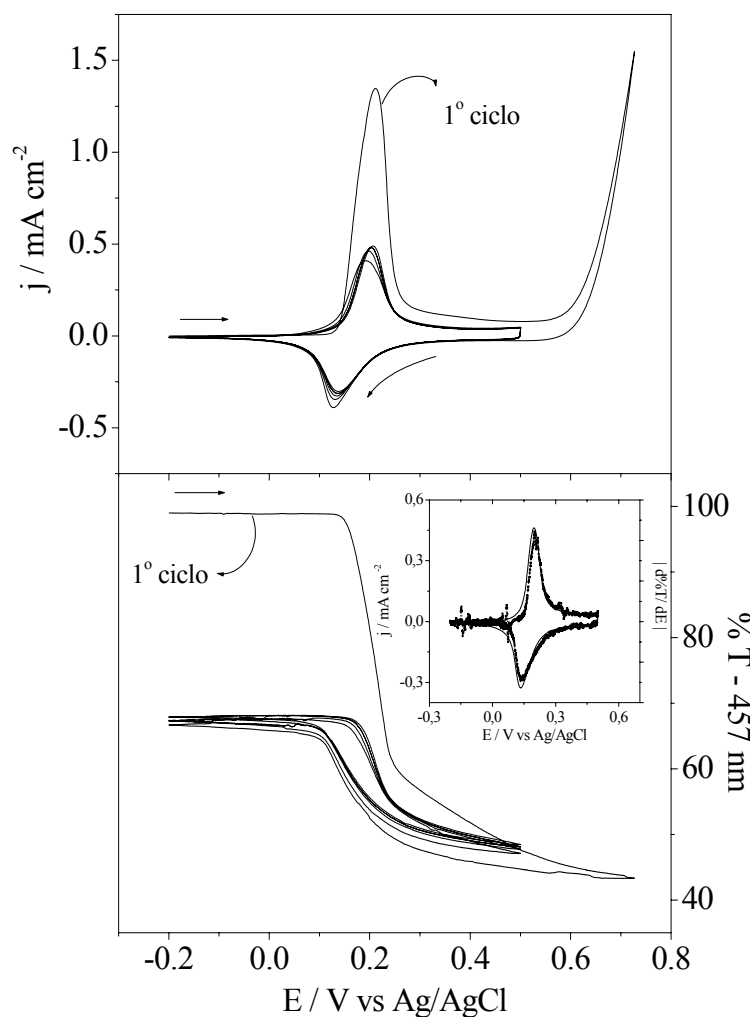 1.5
1.0
0.5
0.0
-0.5
j / mA cm⁻²
1º ciclo
100
80
60
40
% T - 457 nm
1º ciclo
0,6
0,3
0,0
-0,3
j / mA cm⁻²
| d%T/ dE |
-0,3 0,0 0,3 0,6
E / V vs Ag/AgCl
-0.2 0.0 0.2 0.4 0.6 0.8
E / V vs Ag/AgCl